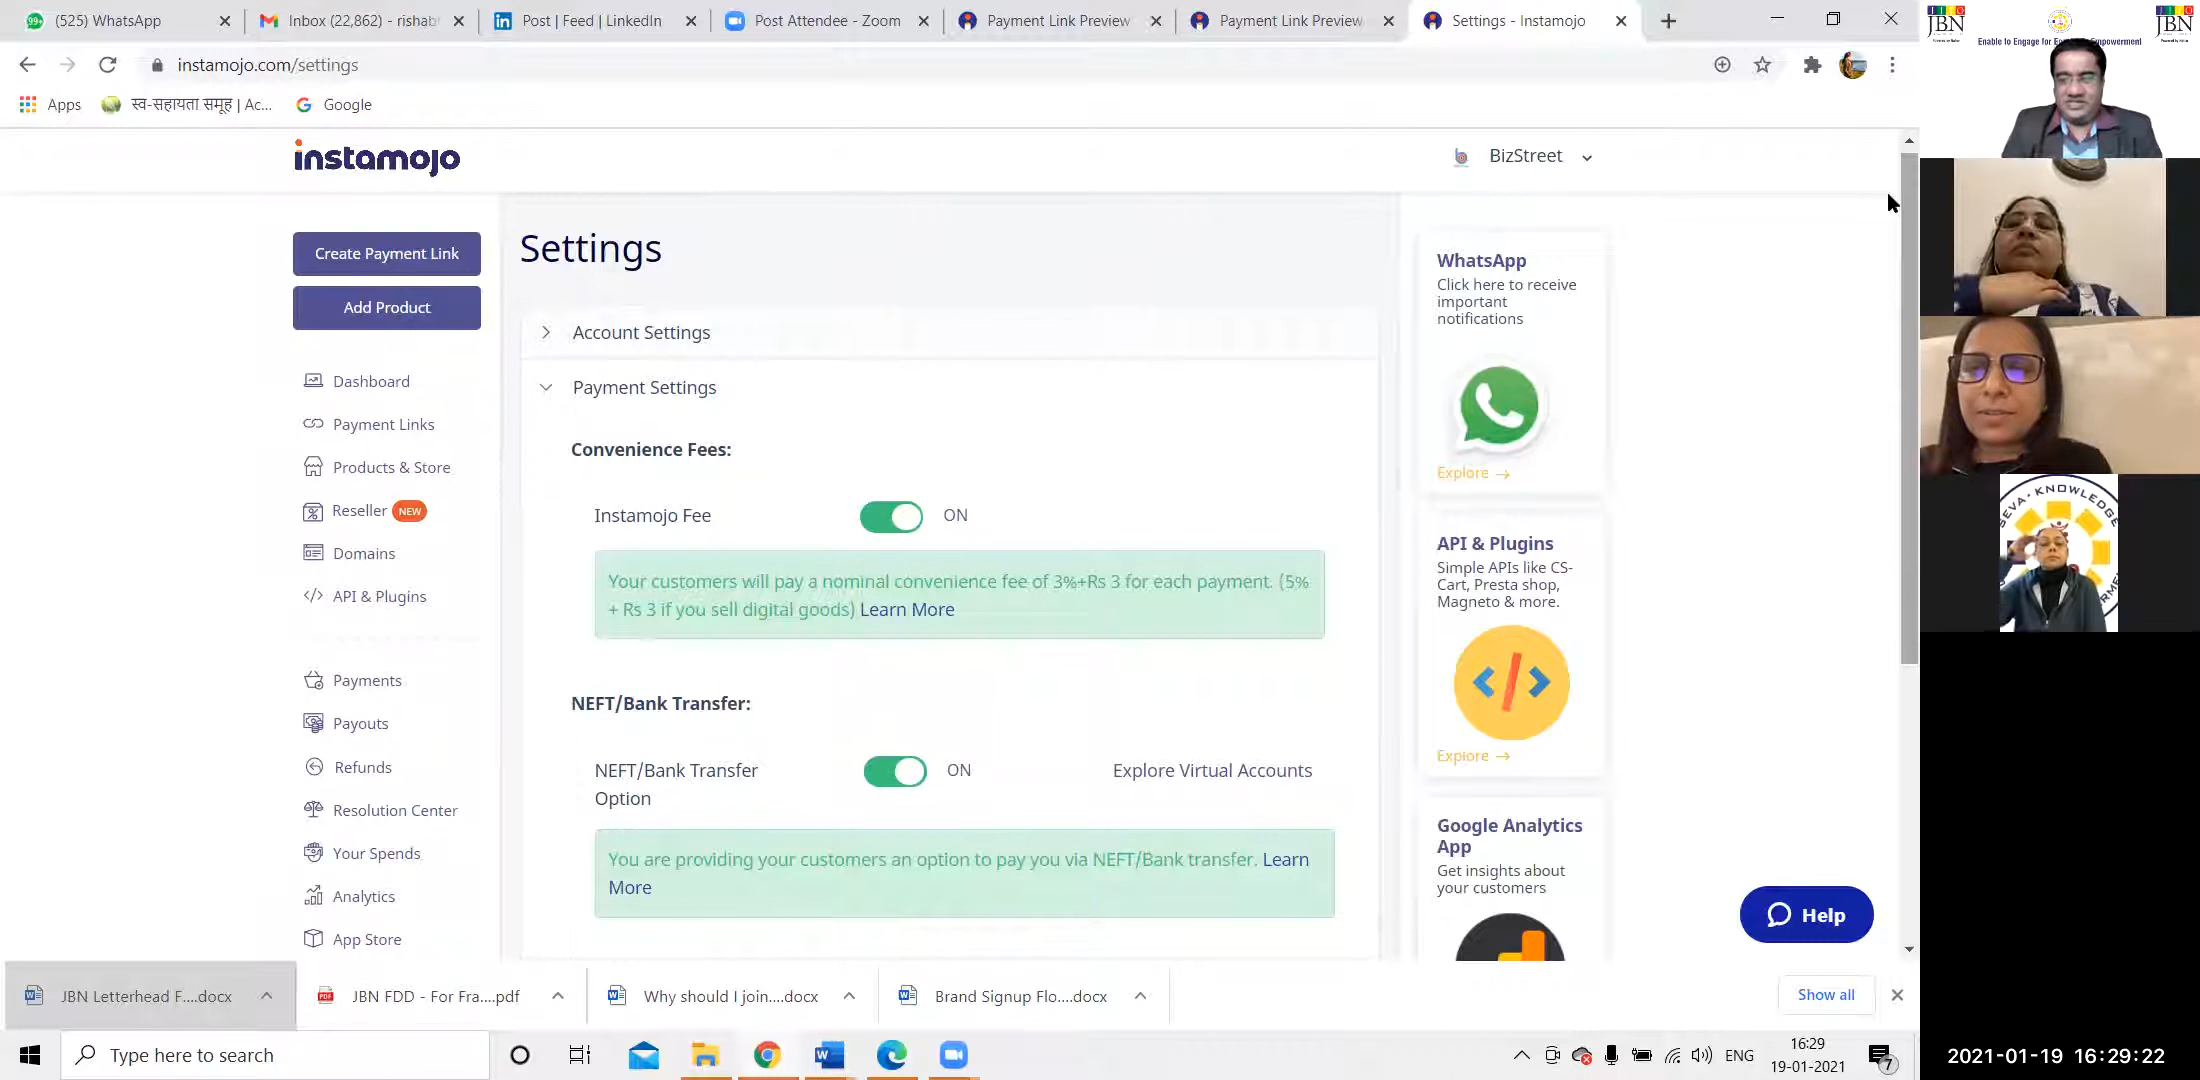 (525) WhatsApp
Inbox (22,862) - rishab
Post | Feed | LinkedIn
Post Attendee - Zoom
Payment Link Preview
Payment Link Preview
Settings - Instamojo
instamojo.com/settings
Apps
स्व-सहायता समूह | Ac...
Google
JBN
JBN
instamojo
BizStreet
Create Payment Link
Add Product
Dashboard
Payment Links
Products & Store
Reseller NEW
Domains
API & Plugins
Payments
Payouts
Refunds
Resolution Center
Your Spends
Analytics
App Store
Settings
Account Settings
Payment Settings
Convenience Fees:
Instamojo Fee
ON
Your customers will pay a nominal convenience fee of 3%+Rs 3 for each payment. (5%
+ Rs 3 if you sell digital goods) Learn More
NEFT/Bank Transfer:
NEFT/Bank Transfer
Option
ON
Explore Virtual Accounts
You are providing your customers an option to pay you via NEFT/Bank transfer. Learn
More
WhatsApp
Click here to receive
important
notifications
Explore →
API & Plugins
Simple APIs like CS-
Cart, Presta shop,
Magneto & more.
Explore →
Google Analytics
App
Get insights about
your customers
Help
SEVA · KNOWLEDGE
JBN Letterhead F....docx
JBN FDD - For Fra....pdf
Why should I join....docx
Brand Signup Flo....docx
Show all
Type here to search
ENG
16:29
19-01-2021
7
2021-01-19 16:29:22